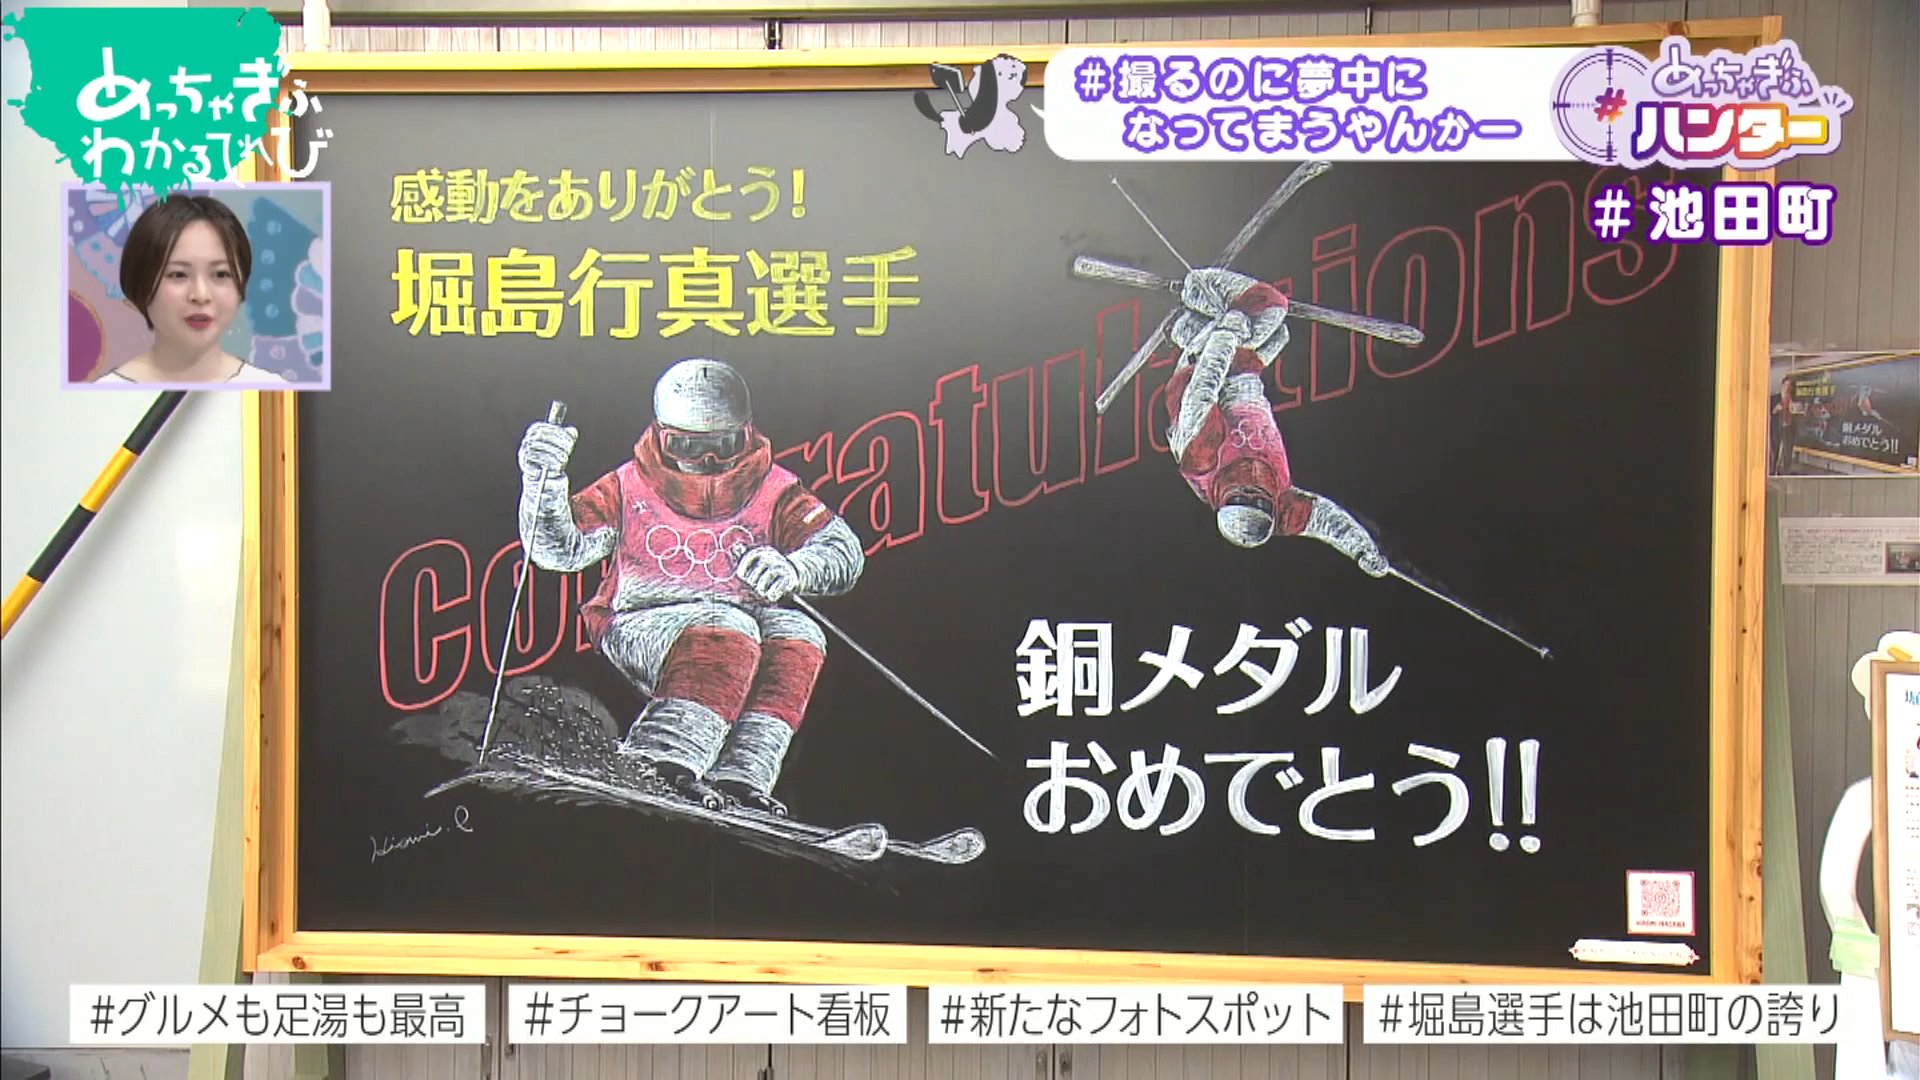 めっちゃぎふ
わかるてれび
#撮るのに夢中に
なってまうやんかー
めっちゃぎふ
#ハンター
#池田町
感動をありがとう!
堀島行真選手
Congratulations
銅メダル
おめでとう!!
#グルメも足湯も最高
#チョークアート看板
#新たなフォトスポット
#堀島選手は池田町の誇り